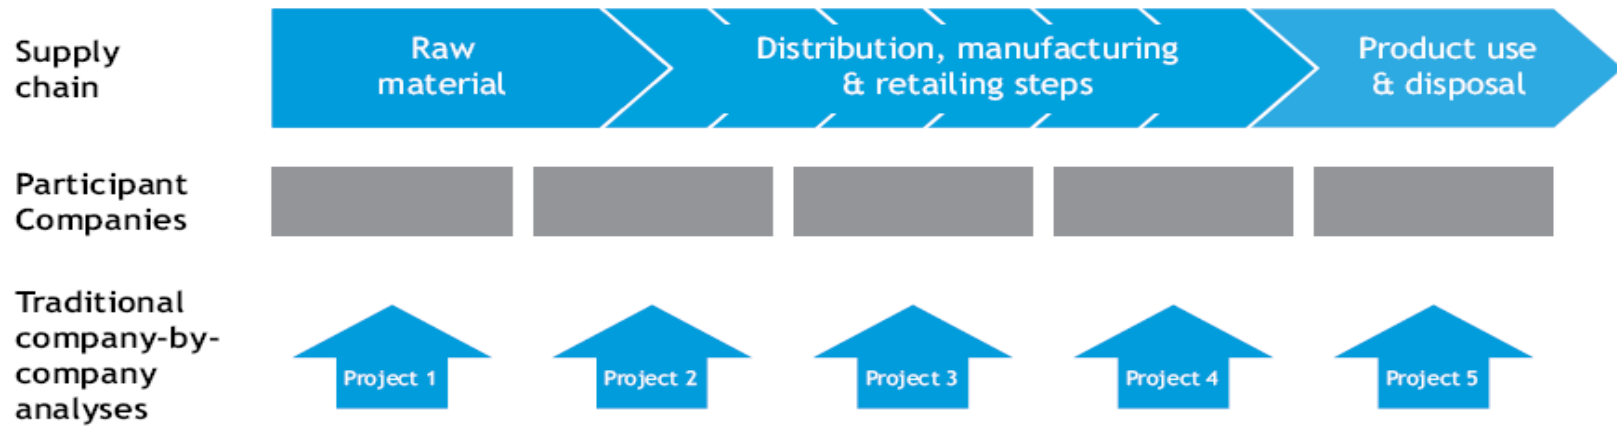 Supply
chain
Raw
material
Distribution, manufacturing
& retailing steps
Product use
& disposal
Participant
Companies
Traditional
company-by-
company
analyses
Project 1
Project 2
Project 3
Project 4
Project 5